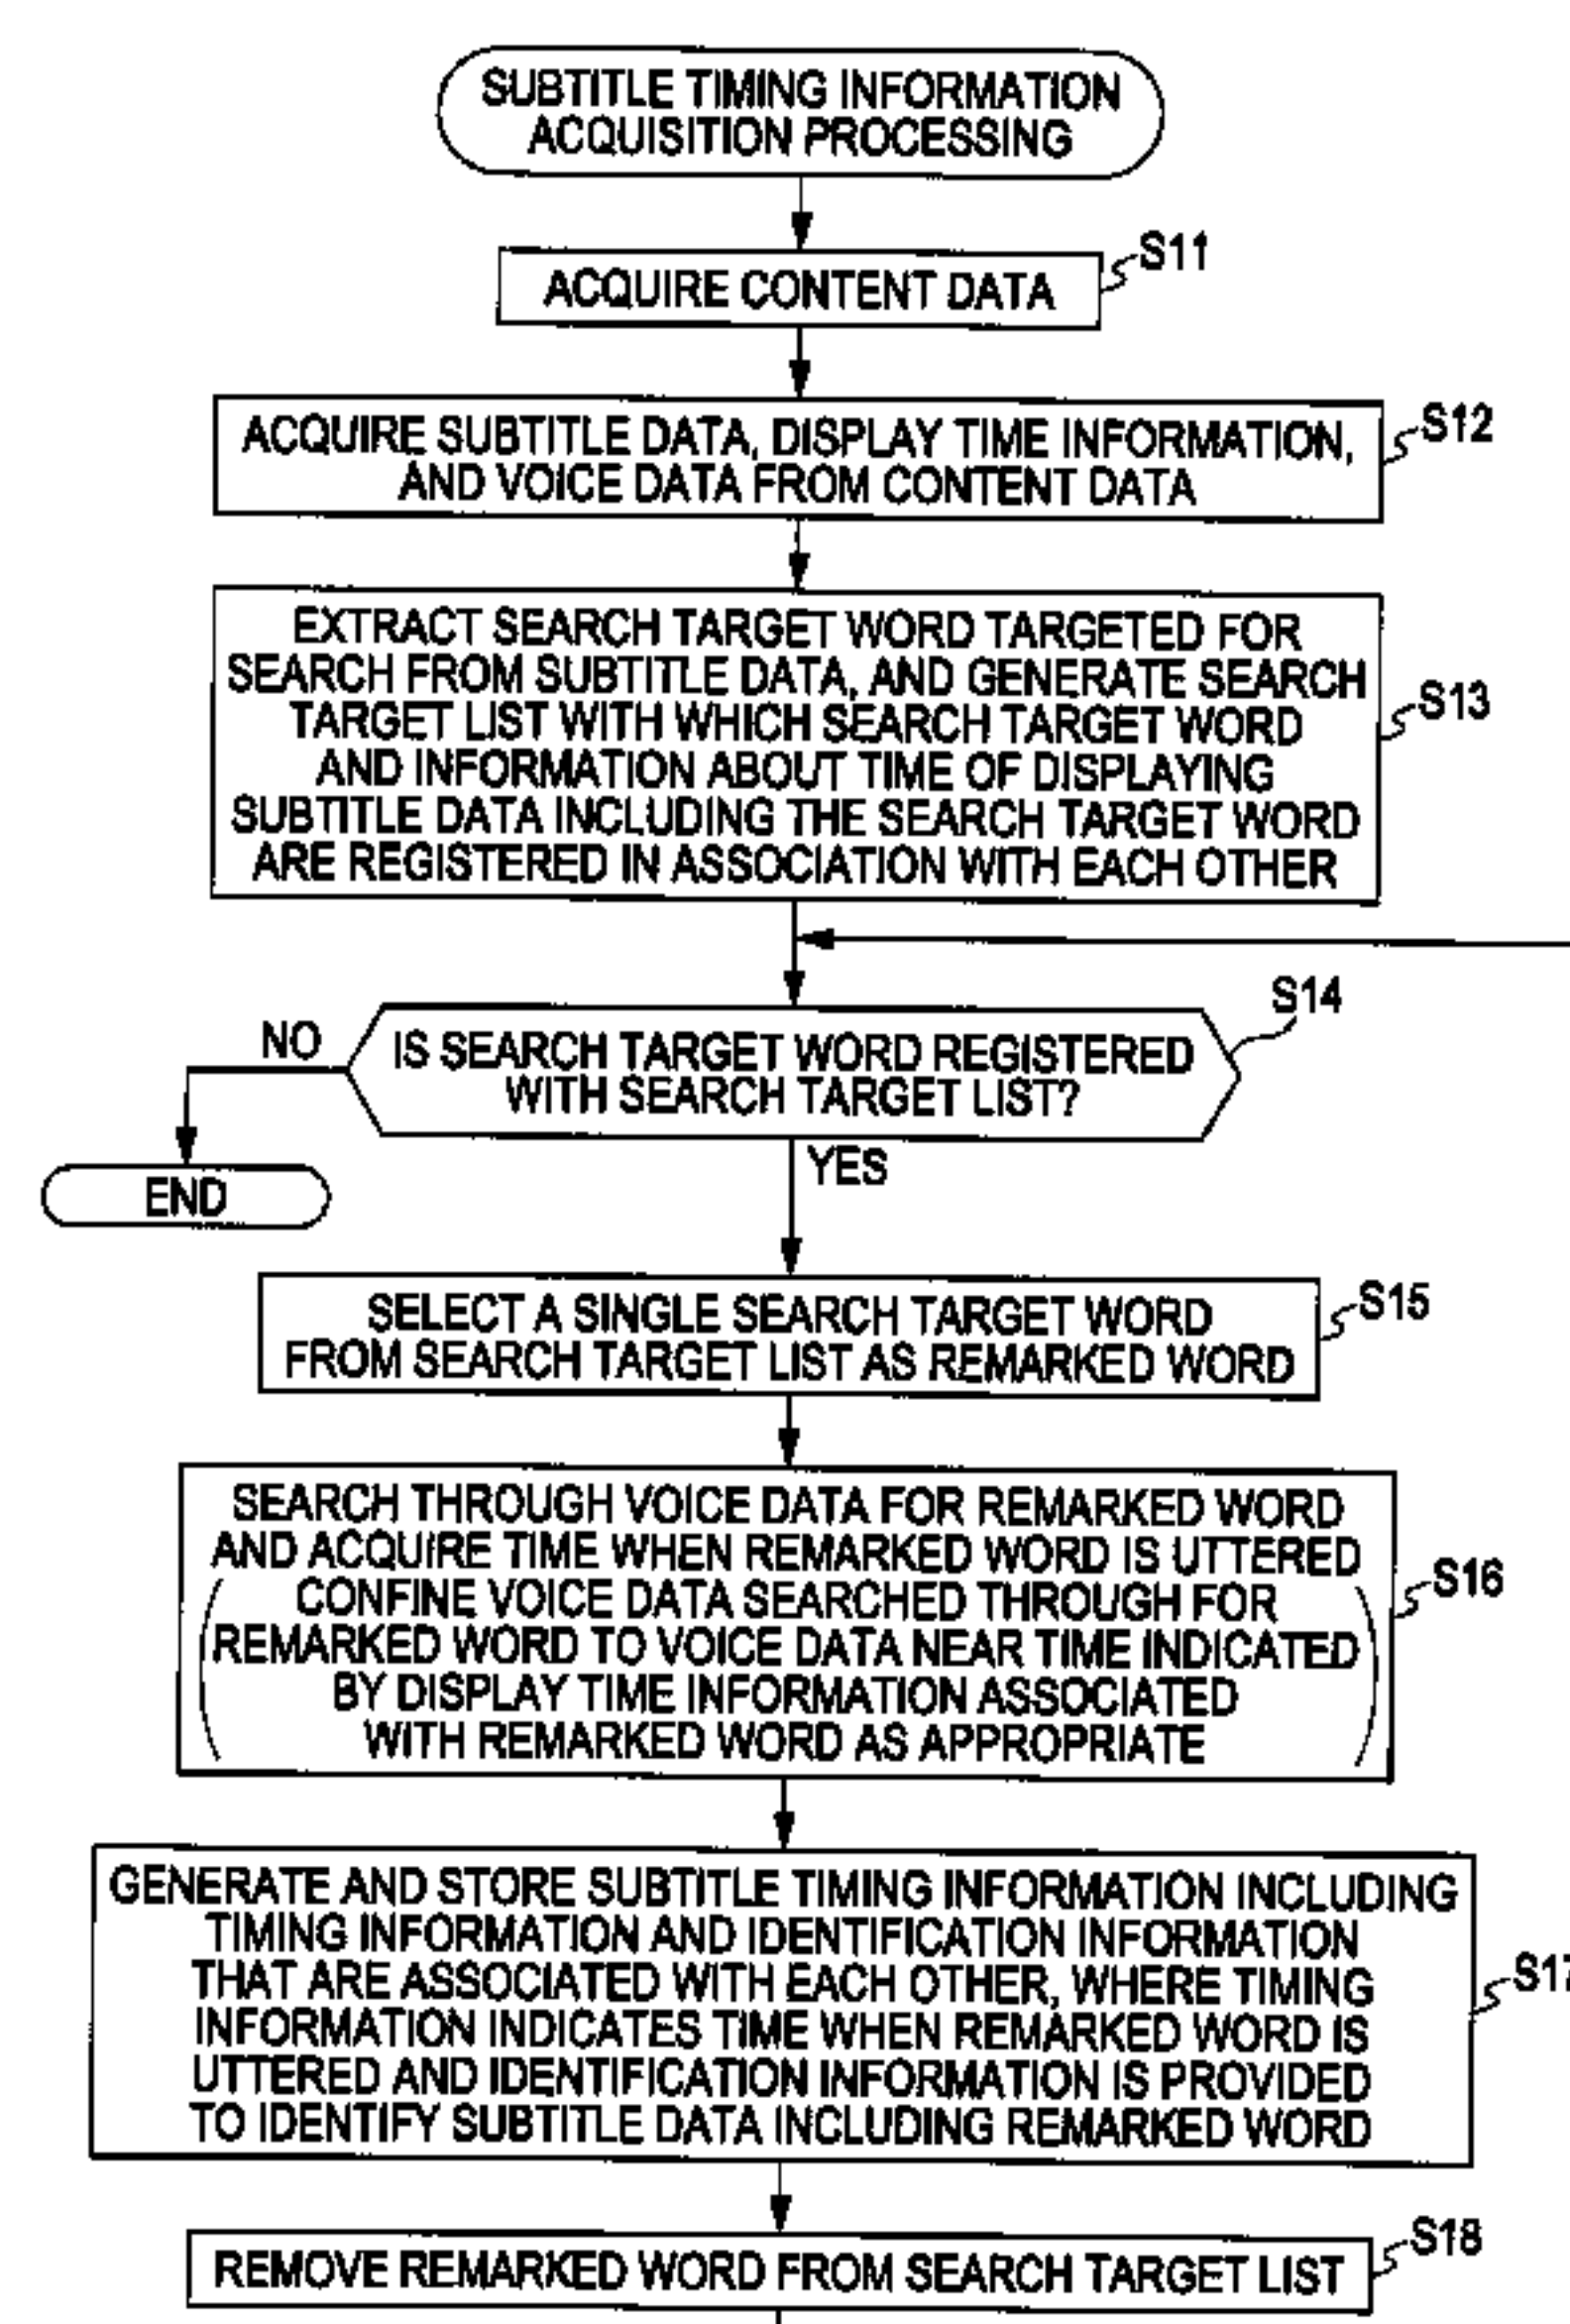 SUBTITLE TIMING INFORMATION
ACQUISITION PROCESSING
S11
ACQUIRE CONTENT DATA
S12
ACQUIRE SUBTITLE DATA, DISPLAY TIME INFORMATION,
AND VOICE DATA FROM CONTENT DATA
EXTRACT SEARCH TARGET WORD TARGETED FOR
SEARCH FROM SUBTITLE DATA, AND GENERATE SEARCH
TARGET LIST WITH WHICH SEARCH TARGET WORD
AND INFORMATION ABOUT TIME OF DISPLAYING
SUBTITLE DATA INCLUDING THE SEARCH TARGET WORD
ARE REGISTERED IN ASSOCIATION WITH EACH OTHER
S13
S14
NO
IS SEARCH TARGET WORD REGISTERED
WITH SEARCH TARGET LIST?
YES
END
S15
SELECT A SINGLE SEARCH TARGET WORD
FROM SEARCH TARGET LIST AS REMARKED WORD
SEARCH THROUGH VOICE DATA FOR REMARKED WORD
AND ACQUIRE TIME WHEN REMARKED WORD IS UTTERED
(CONFINE VOICE DATA SEARCHED THROUGH FOR
REMARKED WORD TO VOICE DATA NEAR TIME INDICATED
BY DISPLAY TIME INFORMATION ASSOCIATED
WITH REMARKED WORD AS APPROPRIATE)
S16
GENERATE AND STORE SUBTITLE TIMING INFORMATION INCLUDING
TIMING INFORMATION AND IDENTIFICATION INFORMATION
THAT ARE ASSOCIATED WITH EACH OTHER, WHERE TIMING
INFORMATION INDICATES TIME WHEN REMARKED WORD IS
UTTERED AND IDENTIFICATION INFORMATION IS PROVIDED
TO IDENTIFY SUBTITLE DATA INCLUDING REMARKED WORD
S17
S18
REMOVE REMARKED WORD FROM SEARCH TARGET LIST